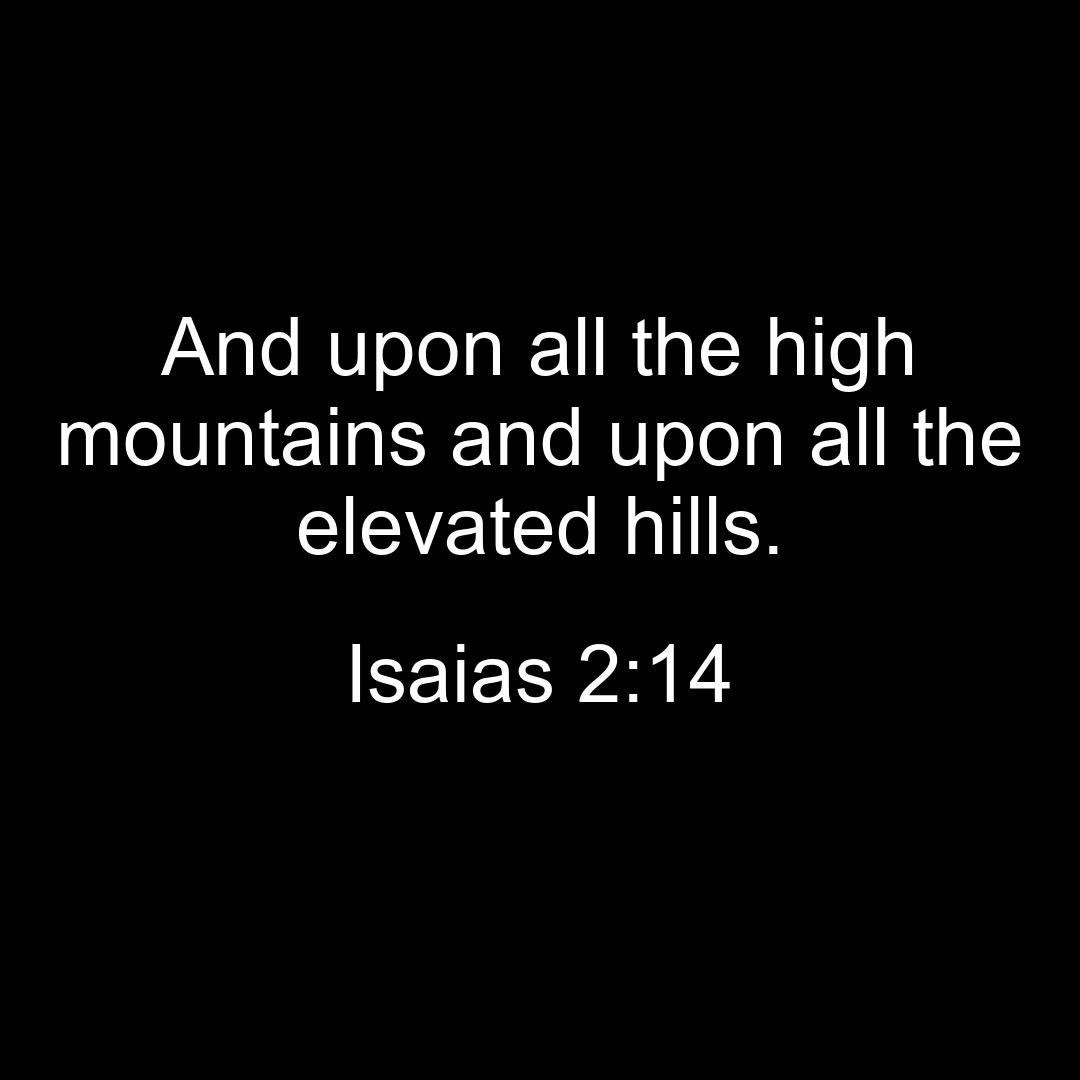 And upon all the high
mountains and upon all the
elevated hills.
Isaias 2:14